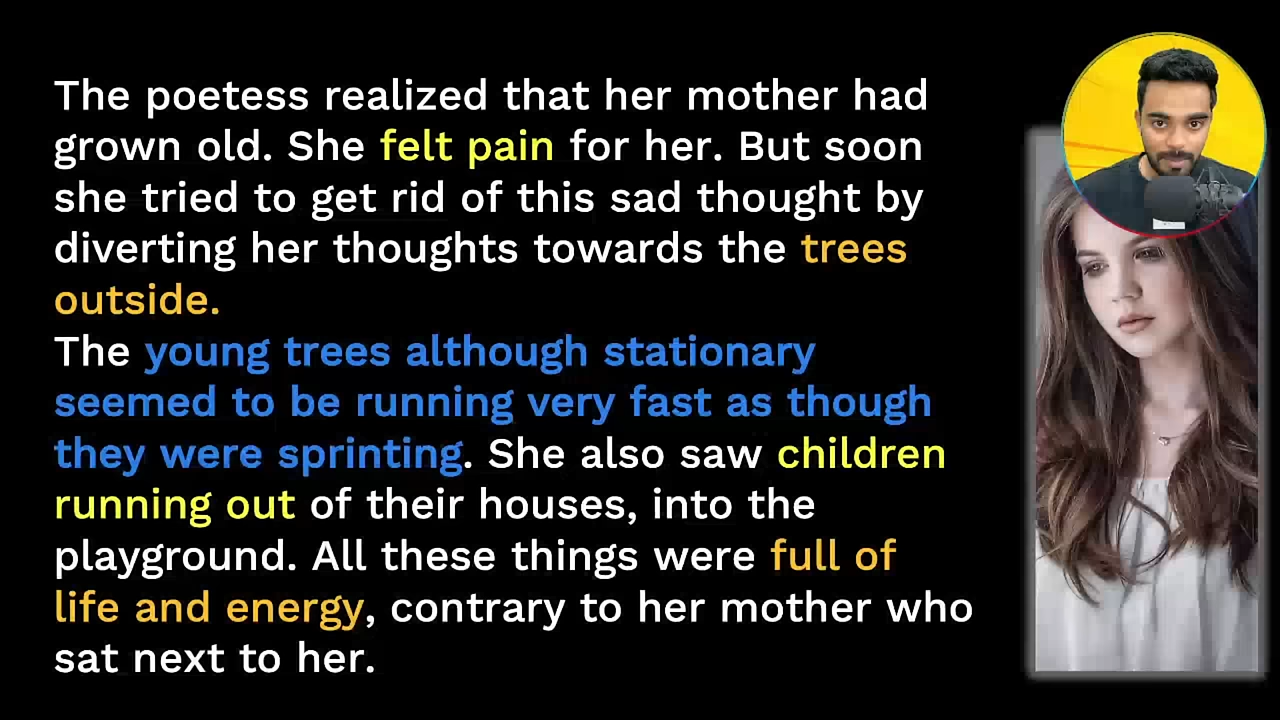 The poetess realized that her mother had
grown old. She felt pain for her. But soon
she tried to get rid of this sad thought by
diverting her thoughts towards the trees
outside.
The young trees although stationary
seemed to be running very fast as though
they were sprinting. She also saw children
running out of their houses, into the
playground. All these things were full of
life and energy, contrary to her mother who
sat next to her.